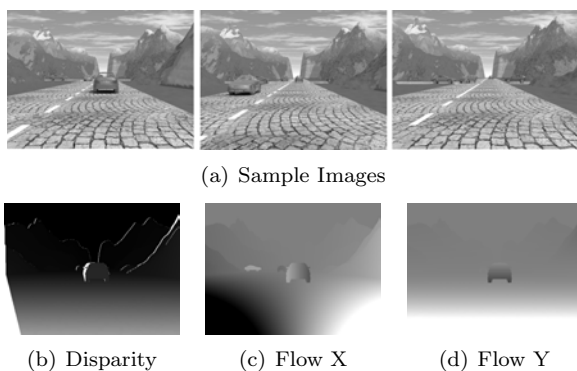 (a) Sample Images
(b) Disparity
(c) Flow X
(d) Flow Y